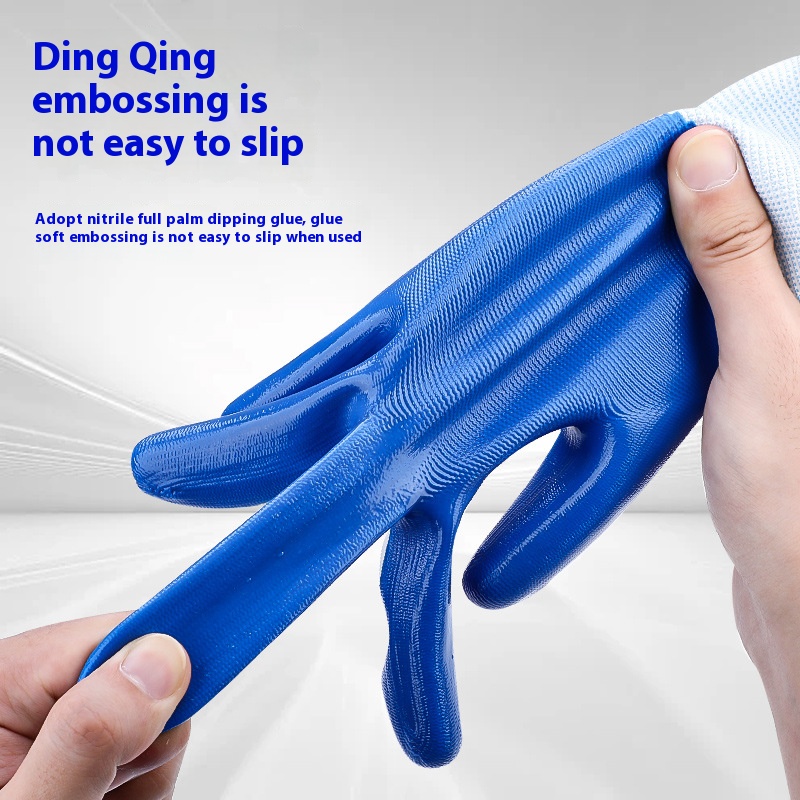 Ding Qing
embossing is
not easy to slip
Adopt nitrile full palm dipping glue, glue
soft embossing is not easy to slip when used